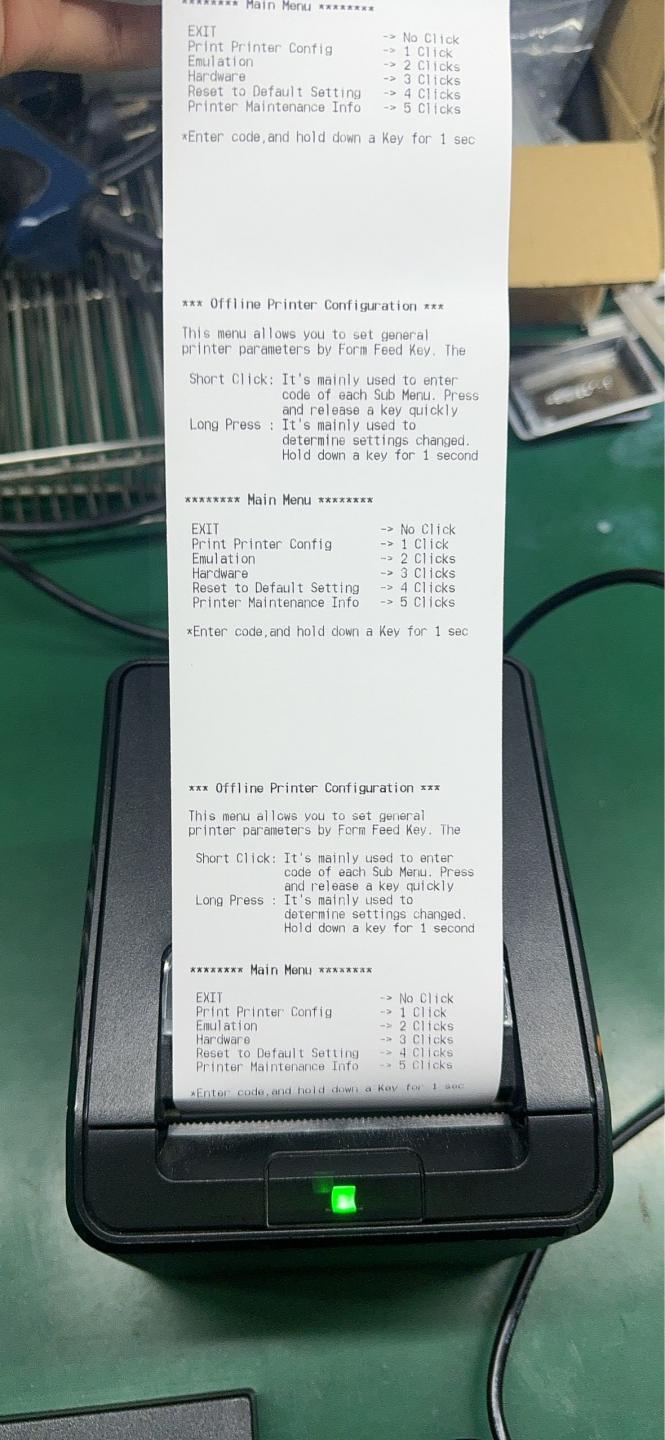 ******** Main Menu ********
EXIT -> No Click
Print Printer Config -> 1 Click
Emulation -> 2 Clicks
Hardware -> 3 Clicks
Reset to Default Setting -> 4 Clicks
Printer Maintenance Info -> 5 Clicks
*Enter code,and hold down a Key for 1 sec
*** Offline Printer Configuration ***
This menu allows you to set general
printer parameters by Form Feed Key. The
Short Click: It's mainly used to enter
code of each Sub Menu. Press
and release a key quickly
Long Press : It's mainly used to
determine settings changed.
Hold down a key for 1 second
******** Main Menu ********
EXIT -> No Click
Print Printer Config -> 1 Click
Emulation -> 2 Clicks
Hardware -> 3 Clicks
Reset to Default Setting -> 4 Clicks
Printer Maintenance Info -> 5 Clicks
*Enter code,and hold down a Key for 1 sec
*** Offline Printer Configuration ***
This menu allows you to set general
printer parameters by Form Feed Key. The
Short Click: It's mainly used to enter
code of each Sub Menu. Press
and release a key quickly
Long Press : It's mainly used to
determine settings changed.
Hold down a key for 1 second
******** Main Menu ********
EXIT -> No Click
Print Printer Config -> 1 Click
Emulation -> 2 Clicks
Hardware -> 3 Clicks
Reset to Default Setting -> 4 Clicks
Printer Maintenance Info -> 5 Clicks
*Enter code,and hold down a Key for 1 sec